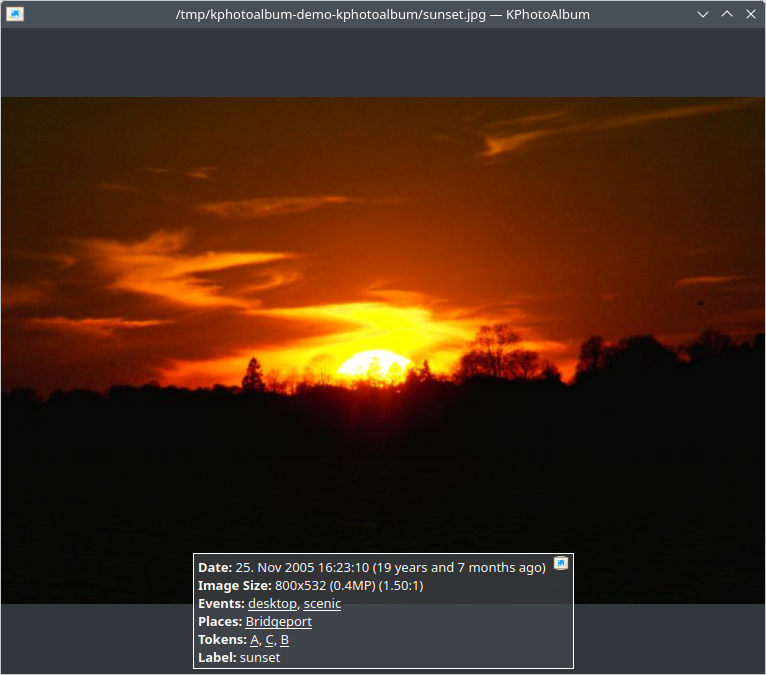 /tmp/kphotoalbum-demo-kphotoalbum/sunset.jpg — KPhotoAlbum
Date: 25. Nov 2005 16:23:10 (19 years and 7 months ago)
Image Size: 800x532 (0.4MP) (1.50:1)
Events: desktop, scenic
Places: Bridgeport
Tokens: A, C, B
Label: sunset